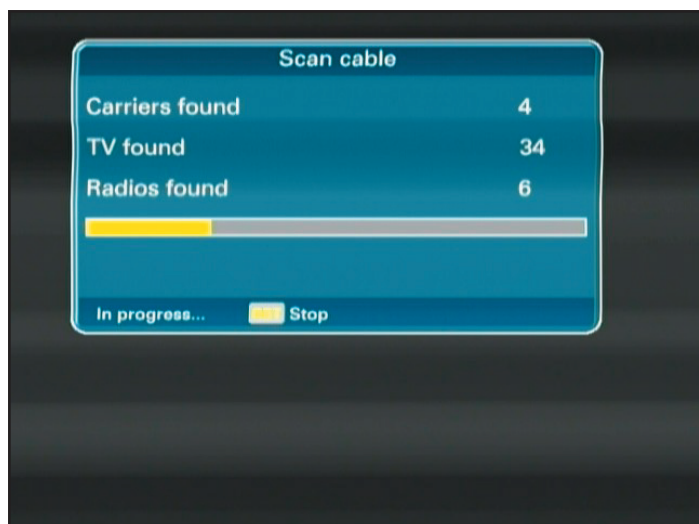 Scan cable
Carriers found 4
TV found 34
Radios found 6
In progress... Stop